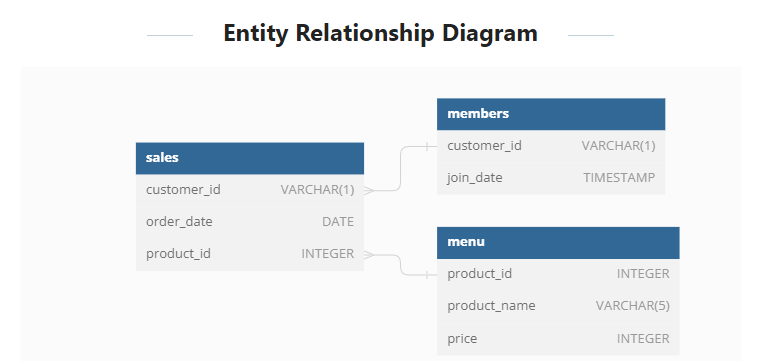 Entity Relationship Diagram
members
customer_id VARCHAR(1)
join_date TIMESTAMP
sales
customer_id VARCHAR(1)
order_date DATE
product_id INTEGER
menu
product_id INTEGER
product_name VARCHAR(5)
price INTEGER